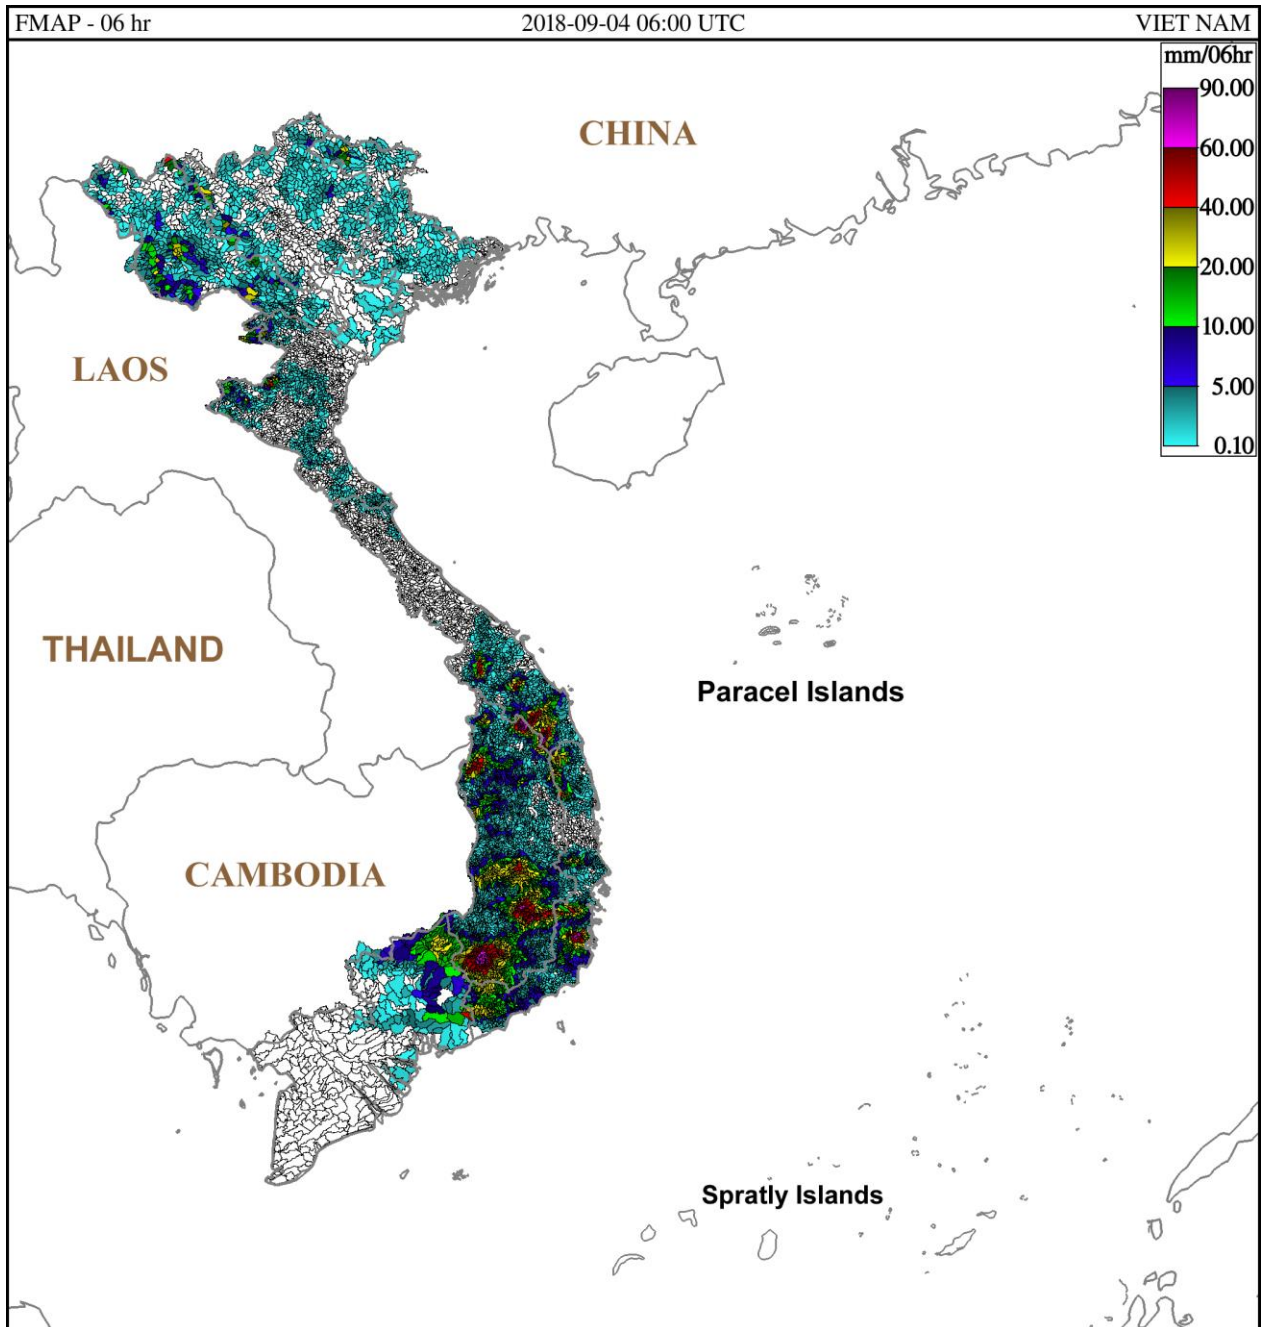 FMAP - 06 hr 2018-09-04 06:00 UTC VIET NAM
mm/06hr
90.00
CHINA
60.00
40.00
20.00
10.00
LAOS
5.00
0.10
THAILAND
Paracel Islands
CAMBODIA
Spratly Islands